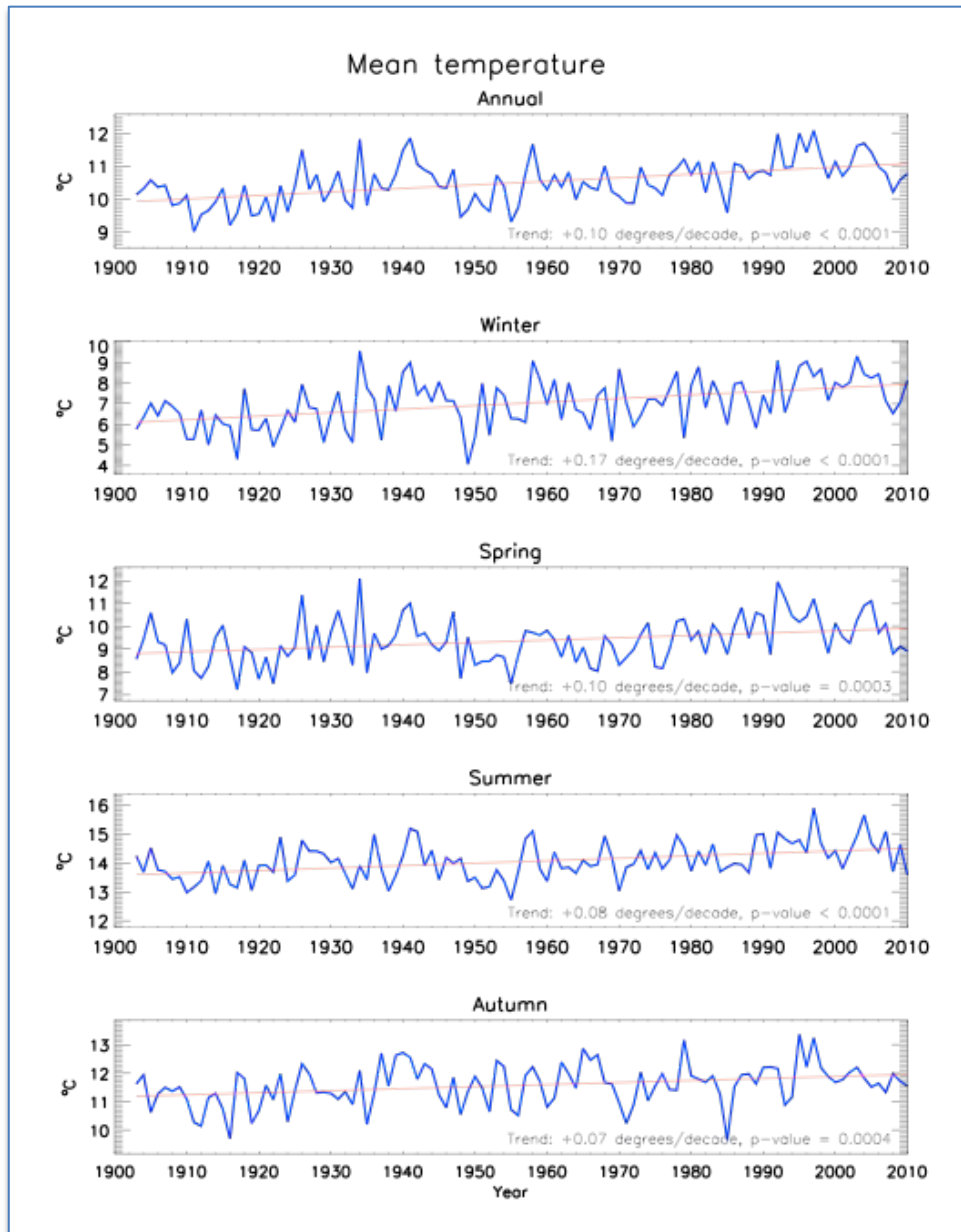 Mean temperature
Annual
12
11
10
9
°C
Trend: +0.10 degrees/decade, p-value < 0.0001
1900 1910 1920 1930 1940 1950 1960 1970 1980 1990 2000 2010
Winter
10
9
8
7
6
5
4
°C
Trend: +0.17 degrees/decade, p-value < 0.0001
1900 1910 1920 1930 1940 1950 1960 1970 1980 1990 2000 2010
Spring
12
11
10
9
8
7
°C
Trend: +0.10 degrees/decade, p-value = 0.0003
1900 1910 1920 1930 1940 1950 1960 1970 1980 1990 2000 2010
Summer
16
15
14
13
12
°C
Trend: +0.08 degrees/decade, p-value < 0.0001
1900 1910 1920 1930 1940 1950 1960 1970 1980 1990 2000 2010
Autumn
13
12
11
10
°C
Trend: +0.07 degrees/decade, p-value = 0.0004
1900 1910 1920 1930 1940 1950 1960 1970 1980 1990 2000 2010
Year